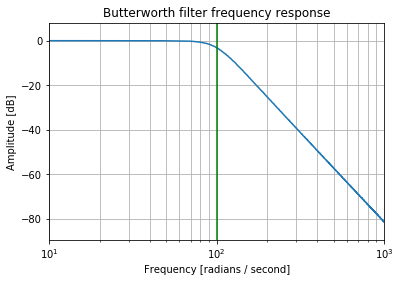 Butterworth filter frequency response
0
−20
−40
−60
−80
Amplitude [dB]
10¹
10²
10³
Frequency [radians / second]